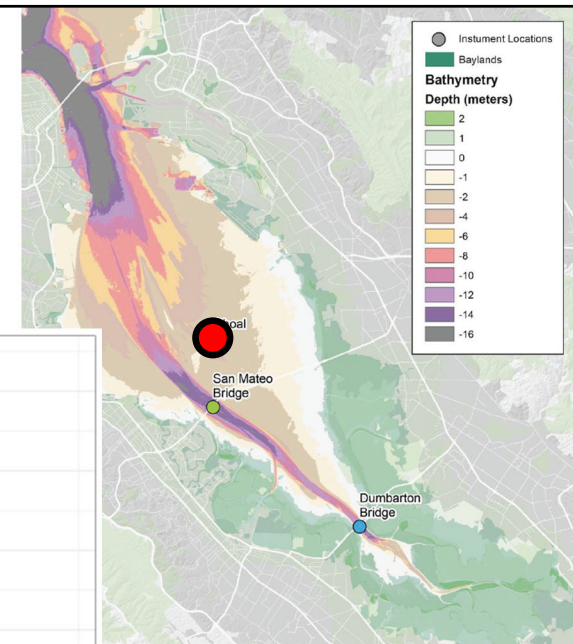 Instument Locations
Baylands
Bathymetry
Depth (meters)
2
1
0
-1
-2
-4
-6
-8
-10
-12
-14
-16
San Mateo
Bridge
Dumbarton
Bridge